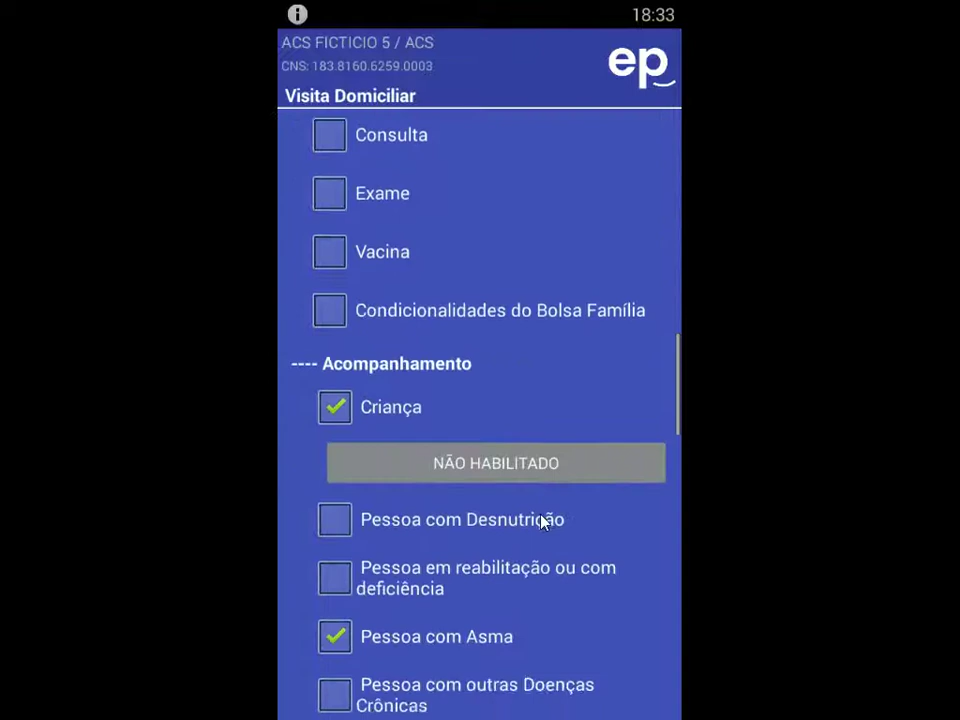 18:33
ACS FICTICIO 5 / ACS
CNS: 183.8160.6259.0003
ep
Visita Domiciliar
Consulta
Exame
Vacina
Condicionalidades do Bolsa Família
---- Acompanhamento
Criança
NÃO HABILITADO
Pessoa com Desnutrição
Pessoa em reabilitação ou com
deficiência
Pessoa com Asma
Pessoa com outras Doenças
Crônicas